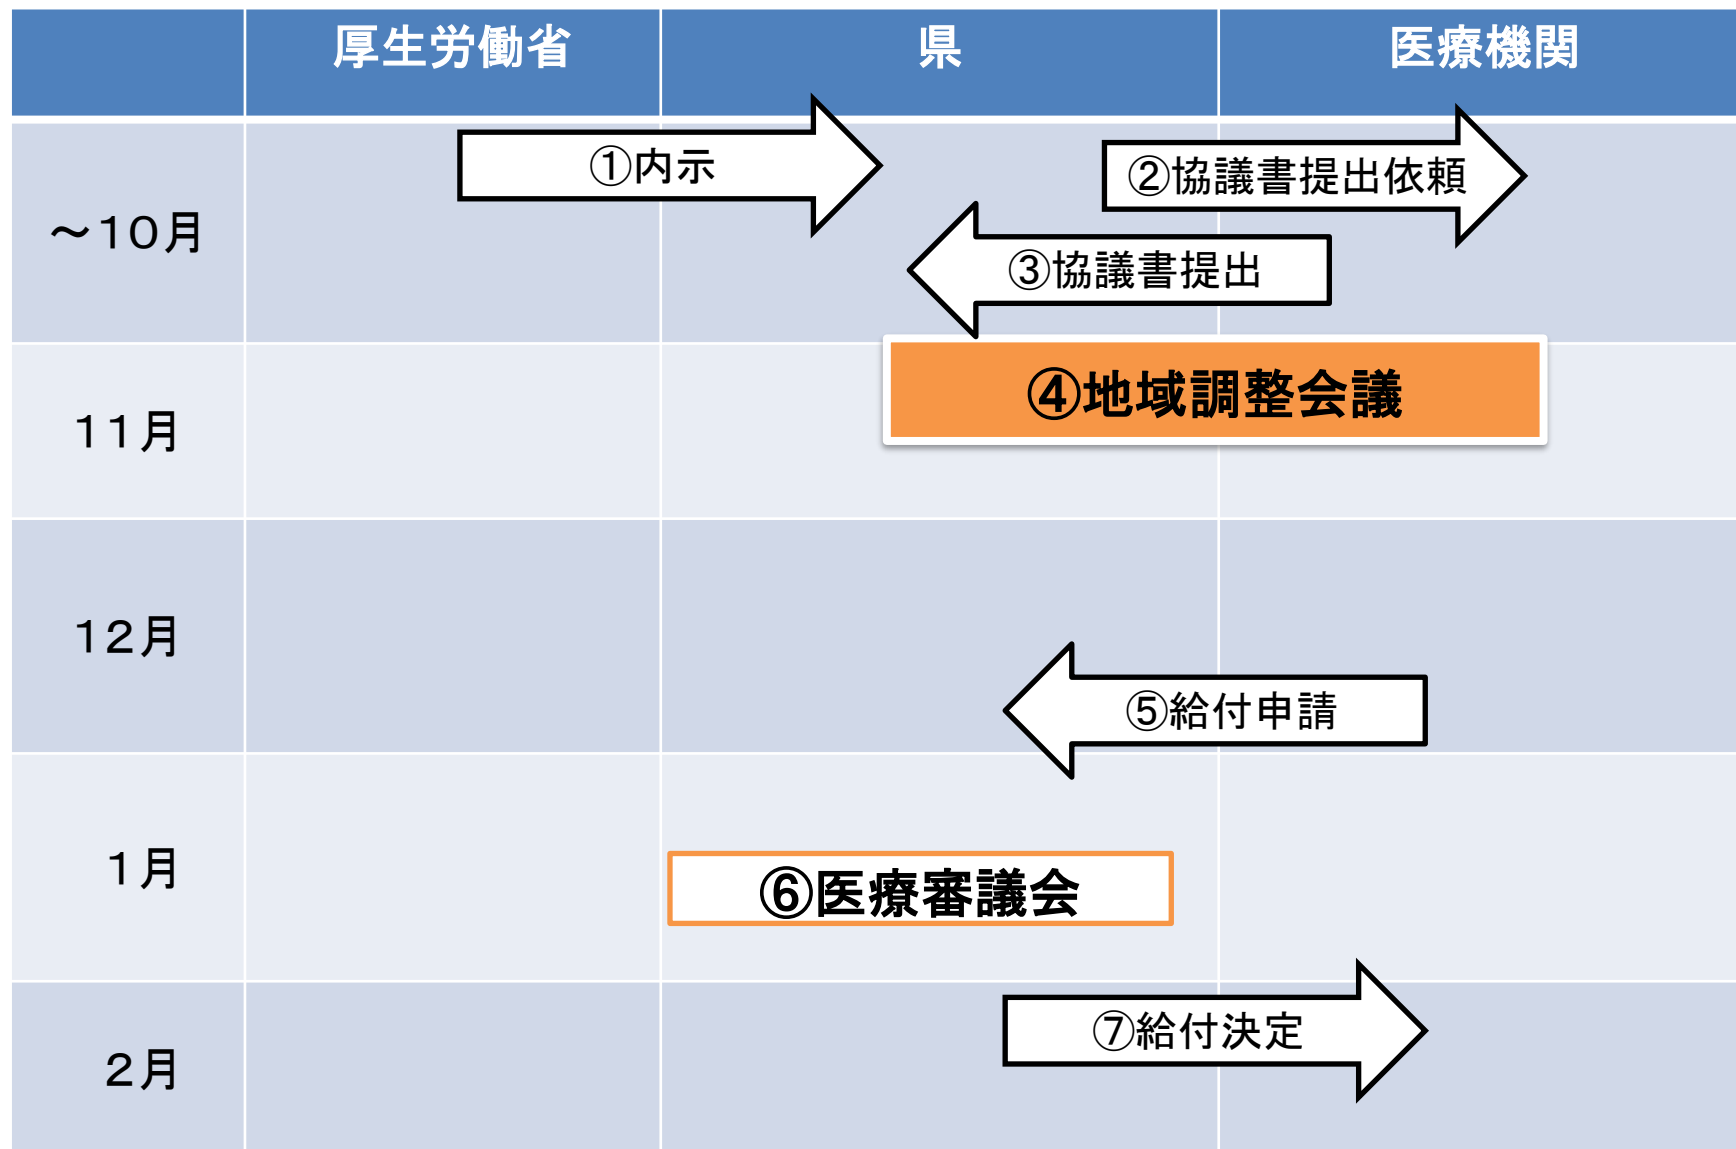 厚生労働省
県
医療機関
～10月
①内示
②協議書提出依頼
③協議書提出
11月
④地域調整会議
12月
⑤給付申請
1月
⑥医療審議会
2月
⑦給付決定